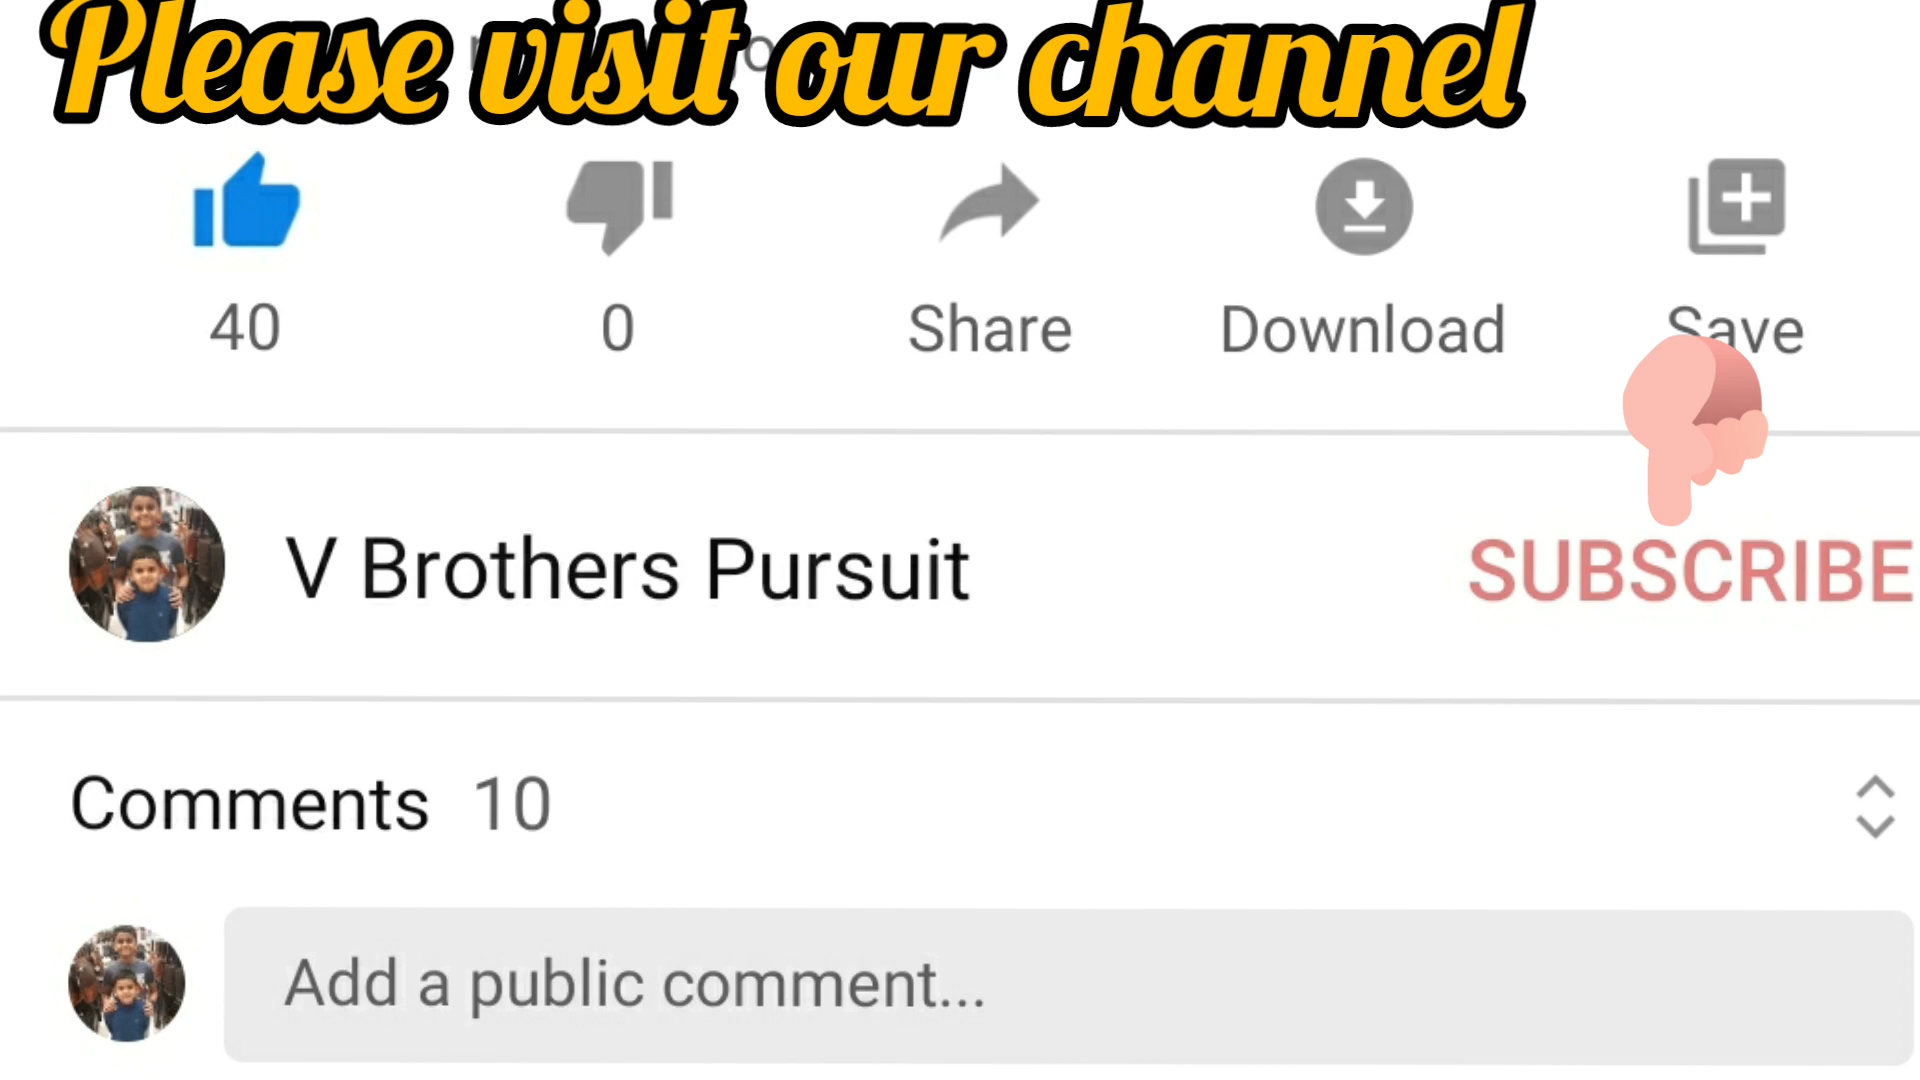 Please visit our channel
40 0 Share Download Save
V Brothers Pursuit SUBSCRIBE
Comments 10
Add a public comment...